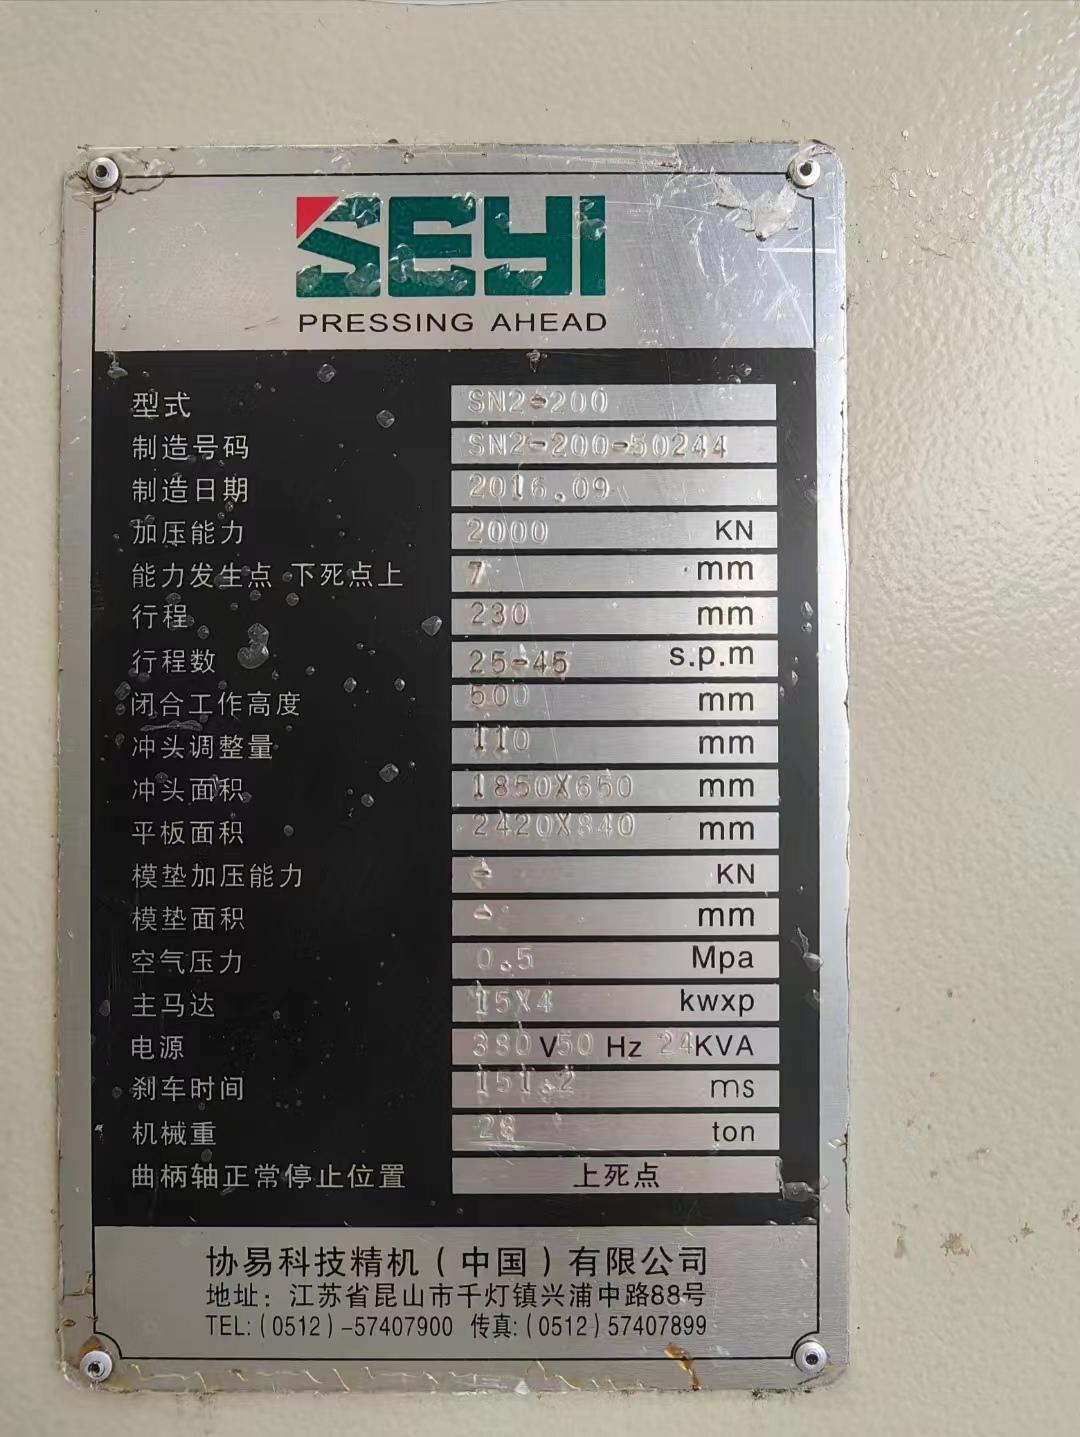 SEYI
PRESSING AHEAD
型式 SN2-200
制造号码 SN2-200-50244
制造日期 2016.09
加压能力 2000 KN
能力发生点 下死点上 7 mm
行程 230 mm
行程数 25-45 s.p.m
闭合工作高度 500 mm
冲头调整量 110 mm
冲头面积 1850X650 mm
平板面积 2420X840 mm
模垫加压能力 - KN
模垫面积 - mm
空气压力 0.5 Mpa
主马达 15X4 kwxp
电源 380 V 50 Hz 24 KVA
刹车时间 151.2 ms
机械重 28 ton
曲柄轴正常停止位置 上死点
协易科技精机(中国)有限公司
地址：江苏省昆山市千灯镇兴浦中路88号
TEL:(0512)-57407900 传真:(0512)57407899